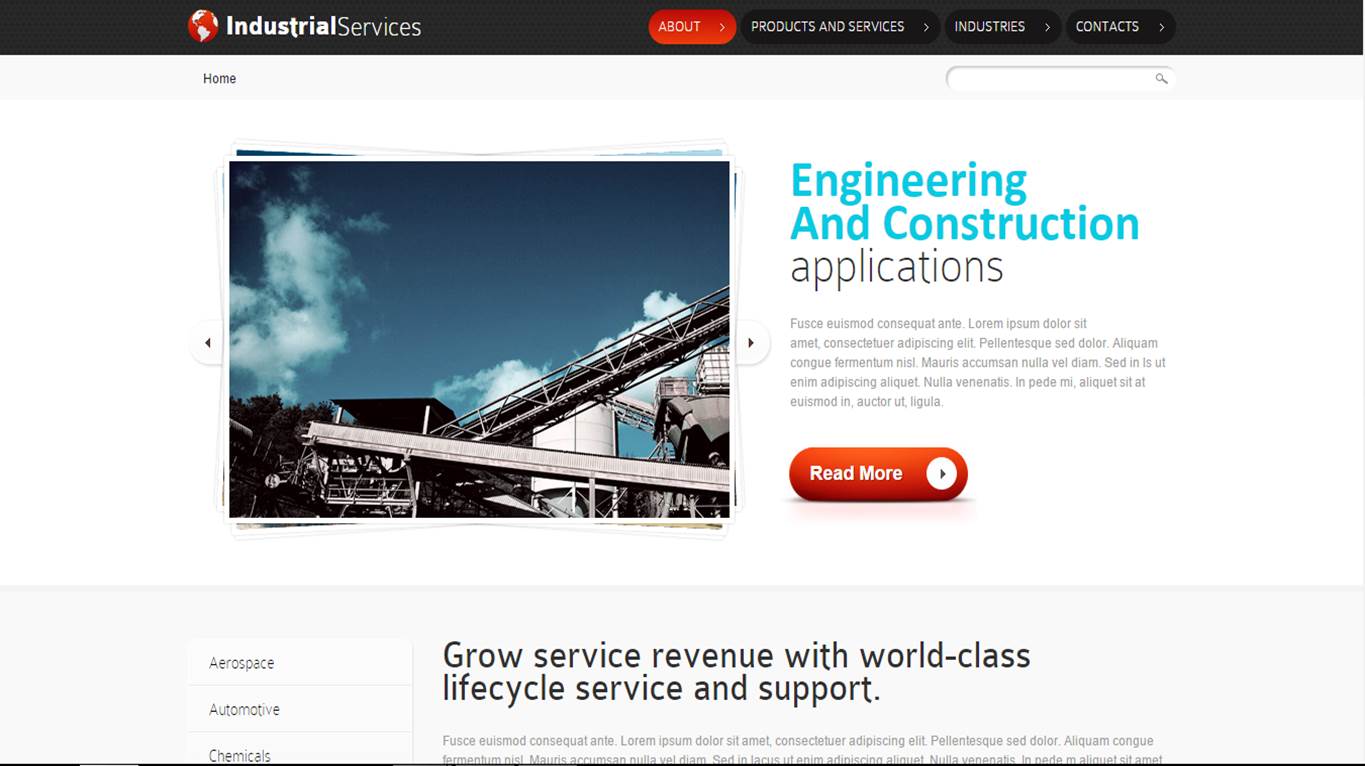 IndustrialServices
ABOUT
PRODUCTS AND SERVICES
INDUSTRIES
CONTACTS
Home
Engineering
And Construction
applications
Fusce euismod consequat ante. Lorem ipsum dolor sit
amet, consectetuer adipiscing elit. Pellentesque sed dolor. Aliquam
congue fermentum nisl. Mauris accumsan nulla vel diam. Sed in ls ut
enim adipiscing aliquet. Nulla venenatis. In pede mi, aliquet sit at
euismod in, auctor ut, ligula.
Read More
Aerospace
Automotive
Chemicals
Grow service revenue with world-class
lifecycle service and support.
Fusce euismod consequat ante. Lorem ipsum dolor sit amet, consectetuer adipiscing elit. Pellentesque sed dolor. Aliquam congue
fermentum nisl. Mauris accumsan nulla vel diam. Sed in lacus ut enim adipiscing aliquet. Nulla venenatis. In pede m aliquet sit amet